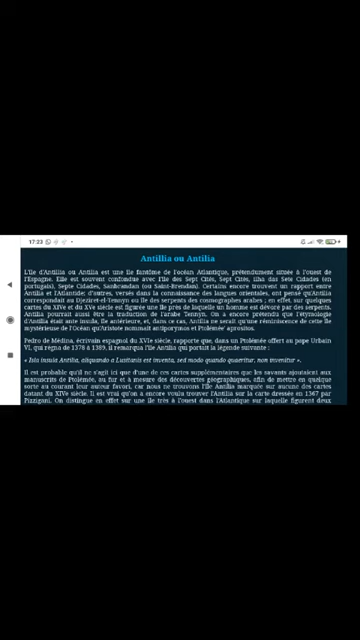 17:23
Antillia ou Antilia
L'île d'Antillia ou Antilia est une île fantôme de l'océan Atlantique, prétendument située à l'ouest de
l'Espagne. Elle est souvent confondue avec l'île des Sept Cités, Sept Cités, ilha das Sete Cidades (en
portugais), Septe Cidades, Sanbrandan (ou Saint-Brendan). Certains encore trouvent un rapport entre
Antilia et l'Atlantide; d'autres, versés dans la connaissance des langues orientales, ont pensé qu'Antilia
correspondait au Djeziret-el-Tennyn ou île des serpents des cosmographes arabes ; en effet, sur quelques
cartes du XIVe et du XVe siècle est figurée une île près de laquelle un homme est dévoré par des serpents.
Antilia pourrait aussi être la traduction de l'arabe Tennyn. On a encore prétendu que l'étymologie
d'Antilia était ante insula, île antérieure, et, dans ce cas, Antilia ne serait qu'une réminiscence de cette île
mystérieuse de l'Océan qu'Aristote nommait antiporymos et Ptolémée aprositos.
Pedro de Medina, écrivain espagnol du XVIe siècle, rapporte que, dans un Ptolémée offert au pape Urbain
VI, qui régna de 1378 à 1389, il remarqua l'île Antilia qui portait la légende suivante :
« Isla insula Antilia, aliquando a Lusitanis est inventa, sed modo quando quaeritur, non invenitur ».
Il est probable qu'il ne s'agit ici que d'une de ces cartes supplémentaires que les savants ajoutaient aux
manuscrits de Ptolémée, au fur et à mesure des découvertes géographiques, afin de mettre en quelque
sorte au courant leur auteur favori, car nous ne trouvons l'île Antilia marquée sur aucune des cartes
datant du XIVe siècle. Il est vrai qu'on a encore voulu trouver l'Antilia sur la carte dressée en 1367 par
Pizzigani. On distingue en effet sur une île très à l'ouest dans l'Atlantique sur laquelle figurent deux